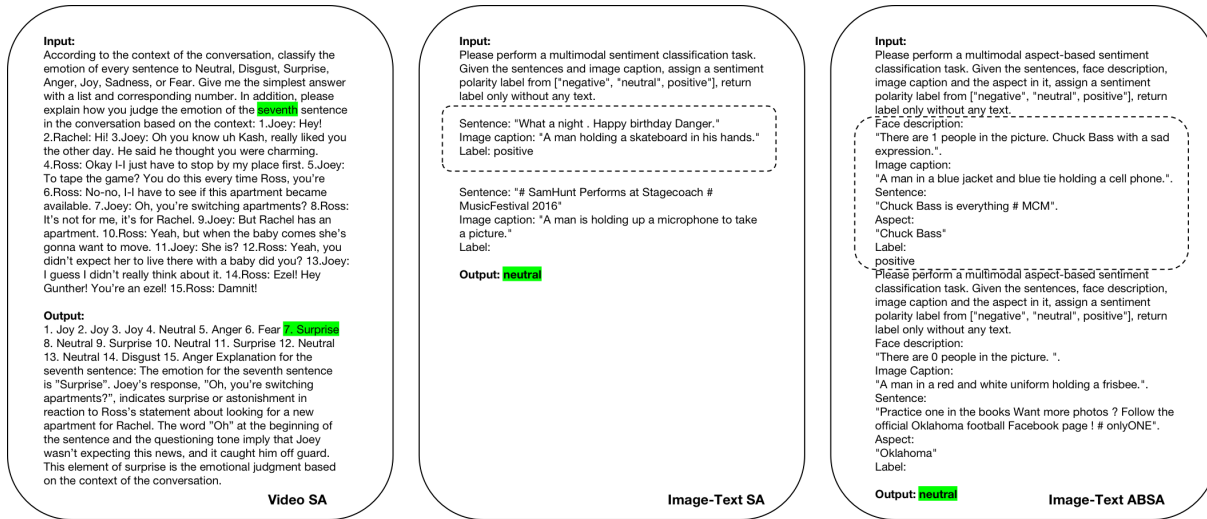 Input:
According to the context of the conversation, classify the
emotion of every sentence to Neutral, Disgust, Surprise,
Anger, Joy, Sadness, or Fear. Give me the simplest answer
with a list and corresponding number. In addition, please
explain how you judge the emotion of the seventh sentence
in the conversation based on the context: 1.Joey: Hey!
2.Rachel: Hi! 3.Joey: Oh you know uh Kash, really liked you
the other day. He said he thought you were charming.
4.Ross: Okay I-I just have to stop by my place first. 5.Joey:
To tape the game? You do this every time Ross, you're
6.Ross: No-no, I-I have to see if this apartment became
available. 7.Joey: Oh, you're switching apartments? 8.Ross:
It's not for me, it's for Rachel. 9.Joey: But Rachel has an
apartment. 10.Ross: Yeah, but when the baby comes she's
gonna want to move. 11.Joey: She is? 12.Ross: Yeah, you
didn't expect her to live there with a baby did you? 13.Joey:
I guess I didn't really think about it. 14.Ross: Ezel! Hey
Gunther! You're an ezel! 15.Ross: Damnit!
Output:
1. Joy 2. Joy 3. Joy 4. Neutral 5. Anger 6. Fear 7. Surprise
8. Neutral 9. Surprise 10. Neutral 11. Surprise 12. Neutral
13. Neutral 14. Disgust 15. Anger Explanation for the
seventh sentence: The emotion for the seventh sentence
is "Surprise". Joey's response, "Oh, you're switching
apartments?", indicates surprise or astonishment in
reaction to Ross's statement about looking for a new
apartment for Rachel. The word "Oh" at the beginning of
the sentence and the questioning tone imply that Joey
wasn't expecting this news, and it caught him off guard.
This element of surprise is the emotional judgment based
on the context of the conversation.
Video SA
Input:
Please perform a multimodal sentiment classification task.
Given the sentences and image caption, assign a sentiment
polarity label from ["negative", "neutral", positive"], return
label only without any text.
Sentence: "What a night . Happy birthday Danger."
Image caption: "A man holding a skateboard in his hands."
Label: positive
Sentence: "# SamHunt Performs at Stagecoach #
MusicFestival 2016"
Image caption: "A man is holding up a microphone to take
a picture."
Label:
Output: neutral
Image-Text SA
Input:
Please perform a multimodal aspect-based sentiment
classification task. Given the sentences, face description,
image caption and the aspect in it, assign a sentiment
polarity label from ["negative", "neutral", positive"], return
label only without any text.
Face description:
"There are 1 people in the picture. Chuck Bass with a sad
expression.".
Image caption:
"A man in a blue jacket and blue tie holding a cell phone.".
Sentence:
"Chuck Bass is everything # MCM".
Aspect:
"Chuck Bass"
Label:
positive
Please perform a multimodal aspect-based sentiment
classification task. Given the sentences, face description,
image caption and the aspect in it, assign a sentiment
polarity label from ["negative", "neutral", positive"], return
label only without any text.
Face description:
"There are 0 people in the picture. ".
Image Caption:
"A man in a red and white uniform holding a frisbee.".
Sentence:
"Practice one in the books Want more photos ? Follow the
official Oklahoma football Facebook page ! # onlyONE".
Aspect:
"Oklahoma"
Label:
Output: neutral
Image-Text ABSA